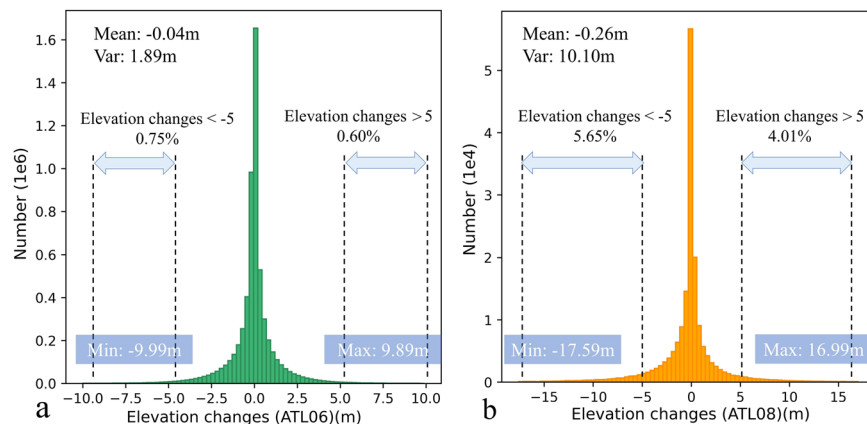 Mean: -0.04m
Var: 1.89m
Elevation changes < -5
0.75%
Elevation changes > 5
0.60%
Min: -9.99m
Max: 9.89m
Number (1e6)
1.6
1.4
1.2
1.0
0.8
0.6
0.4
0.2
0.0
−10.0
−7.5
−5.0
−2.5
0.0
2.5
5.0
7.5
10.0
Elevation changes (ATL06)(m)
a
Mean: -0.26m
Var: 10.10m
Elevation changes < -5
5.65%
Elevation changes > 5
4.01%
Min: -17.59m
Max: 16.99m
Number (1e4)
5
4
3
2
1
0
−15
−10
−5
0
5
10
15
Elevation changes (ATL08)(m)
b